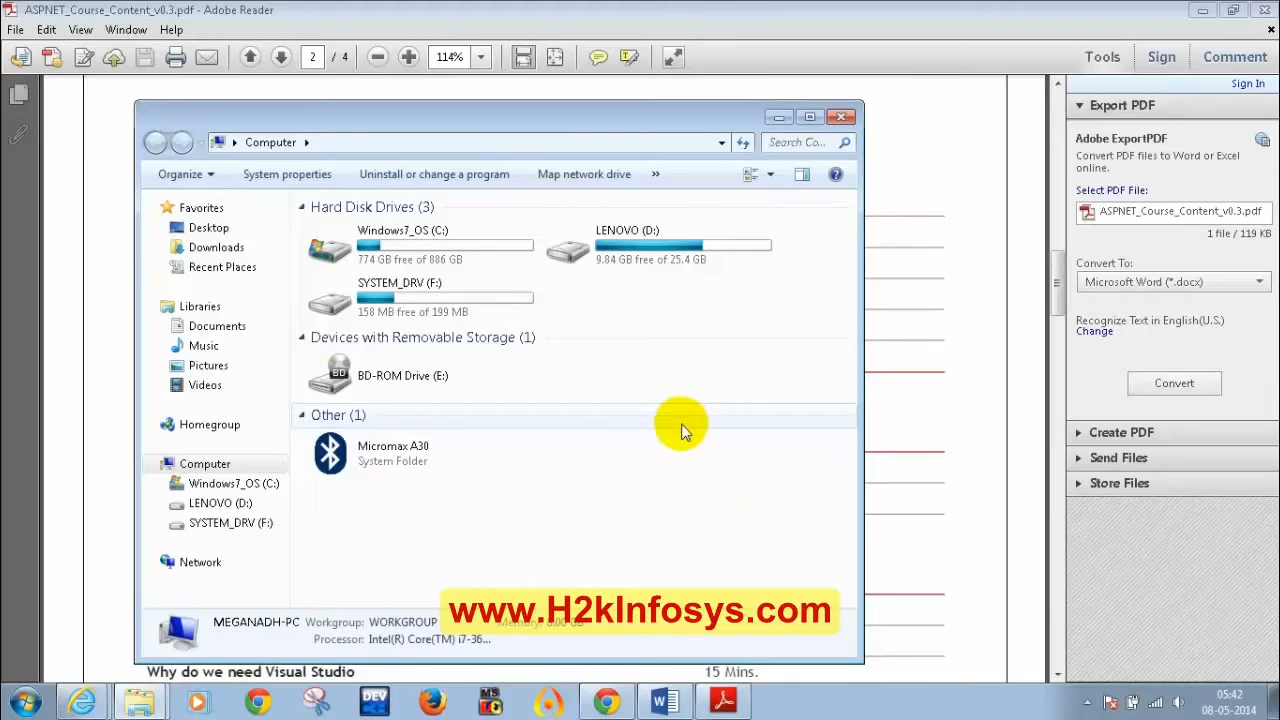 ASPNET_Course_Content_v0.3.pdf - Adobe Reader
File Edit View Window Help
2 / 4 114% Tools Sign Comment
Sign In
Export PDF
Adobe ExportPDF
Convert PDF files to Word or Excel
online.
Select PDF File:
ASPNET_Course_Content_v0.3.pdf
1 file / 119 KB
Convert To:
Microsoft Word (*.docx)
Recognize Text in English(U.S.)
Change
Convert
Create PDF
Send Files
Store Files
Computer
Search Co...
Organize System properties Uninstall or change a program Map network drive »
Favorites
Desktop
Downloads
Recent Places
Libraries
Documents
Music
Pictures
Videos
Homegroup
Computer
Windows7_OS (C:)
LENOVO (D:)
SYSTEM_DRV (F:)
Network
Hard Disk Drives (3)
Windows7_OS (C:)
774 GB free of 886 GB
LENOVO (D:)
9.84 GB free of 25.4 GB
SYSTEM_DRV (F:)
158 MB free of 199 MB
Devices with Removable Storage (1)
BD
BD-ROM Drive (E:)
Other (1)
Micromax A30
System Folder
www.H2kInfosys.com
MEGANADH-PC Workgroup: WORKGROUP Memory: 8.00 GB
Processor: Intel(R) Core(TM) i7-36...
Why do we need Visual Studio 15 Mins.
DEV
MS
05:42
08-05-2014